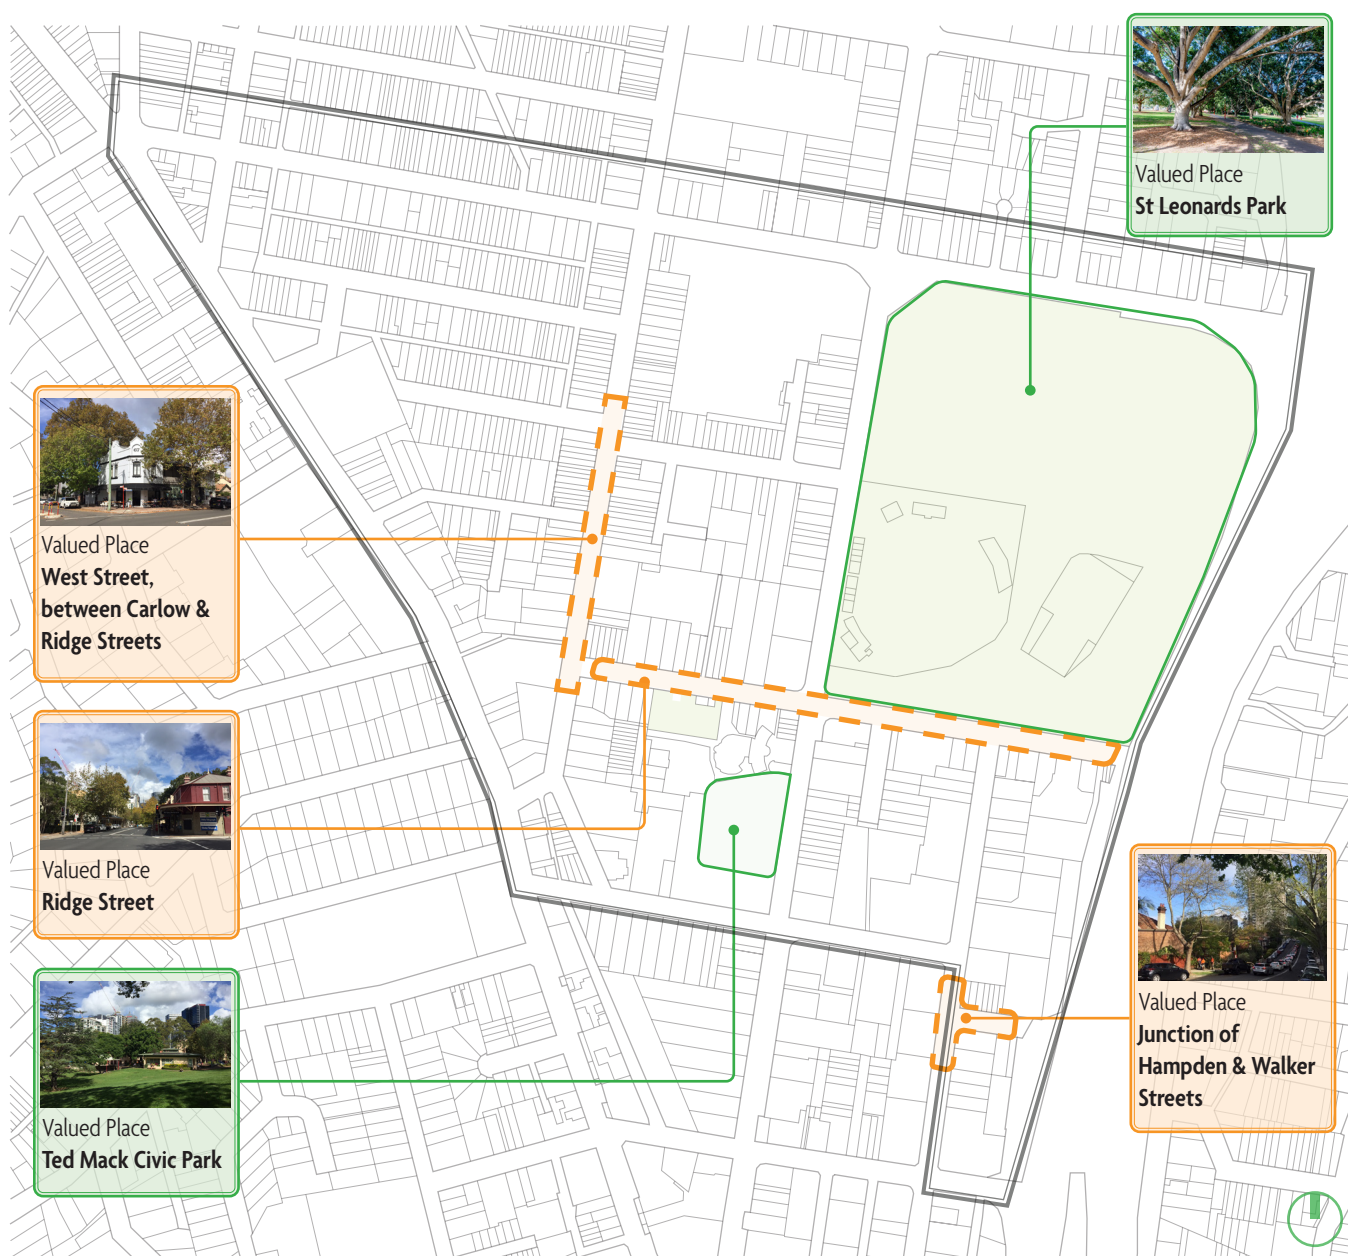 Valued Place
St Leonards Park
Valued Place
West Street,
between Carlow &
Ridge Streets
Valued Place
Ridge Street
Valued Place
Ted Mack Civic Park
Valued Place
Junction of
Hampden & Walker
Streets